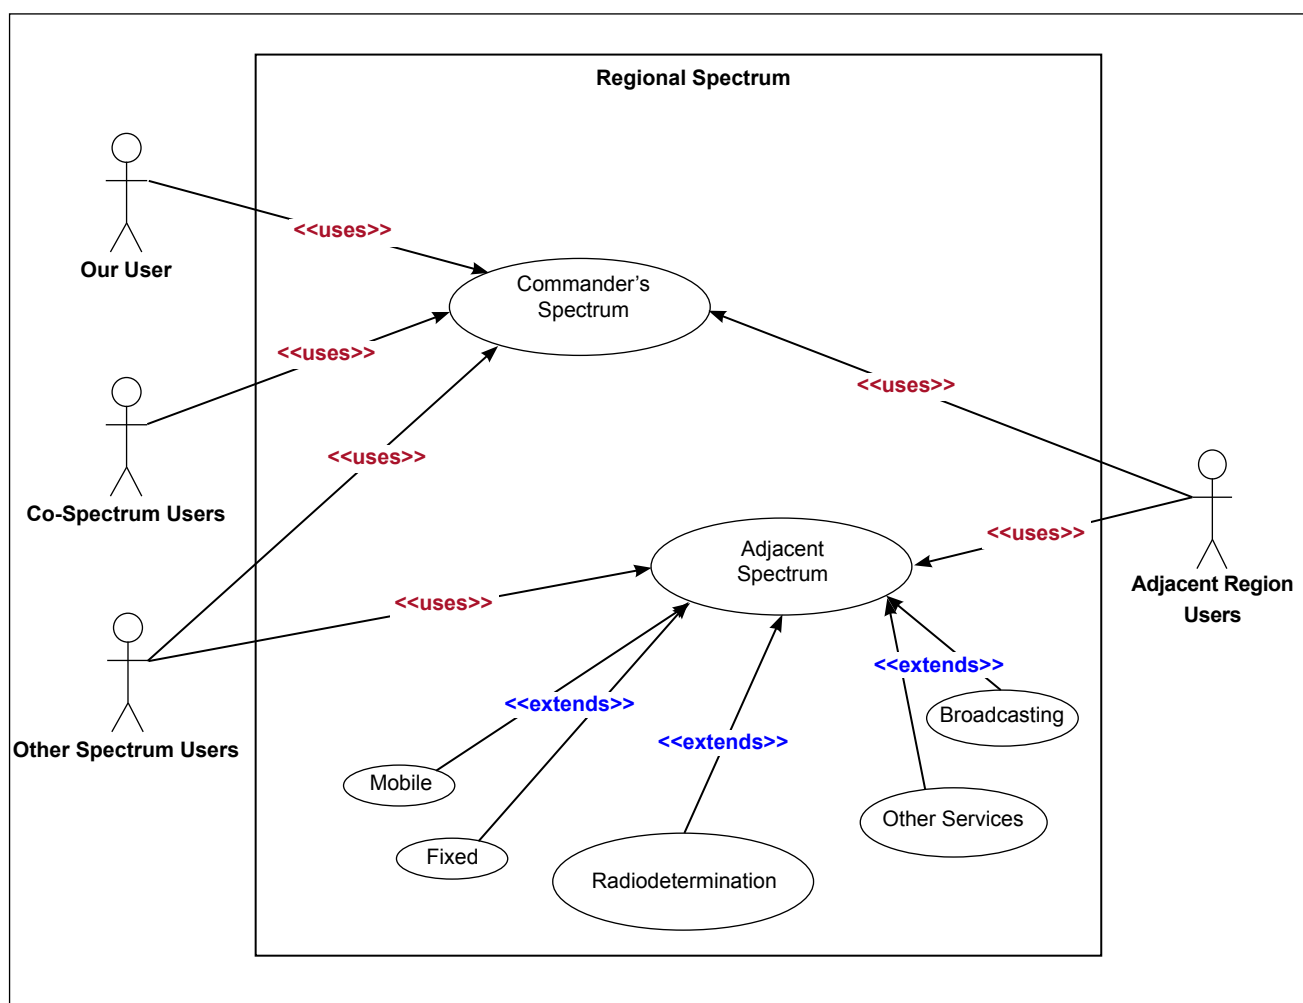 Regional Spectrum
<<uses>>
Our User
Commander's
Spectrum
<<uses>>
<<uses>>
<<uses>>
Co-Spectrum Users
<<uses>>
Adjacent
Spectrum
Adjacent Region
Users
<<uses>>
<<extends>>
<<extends>>
Broadcasting
<<extends>>
Other Spectrum Users
Mobile
Other Services
Fixed
Radiodetermination